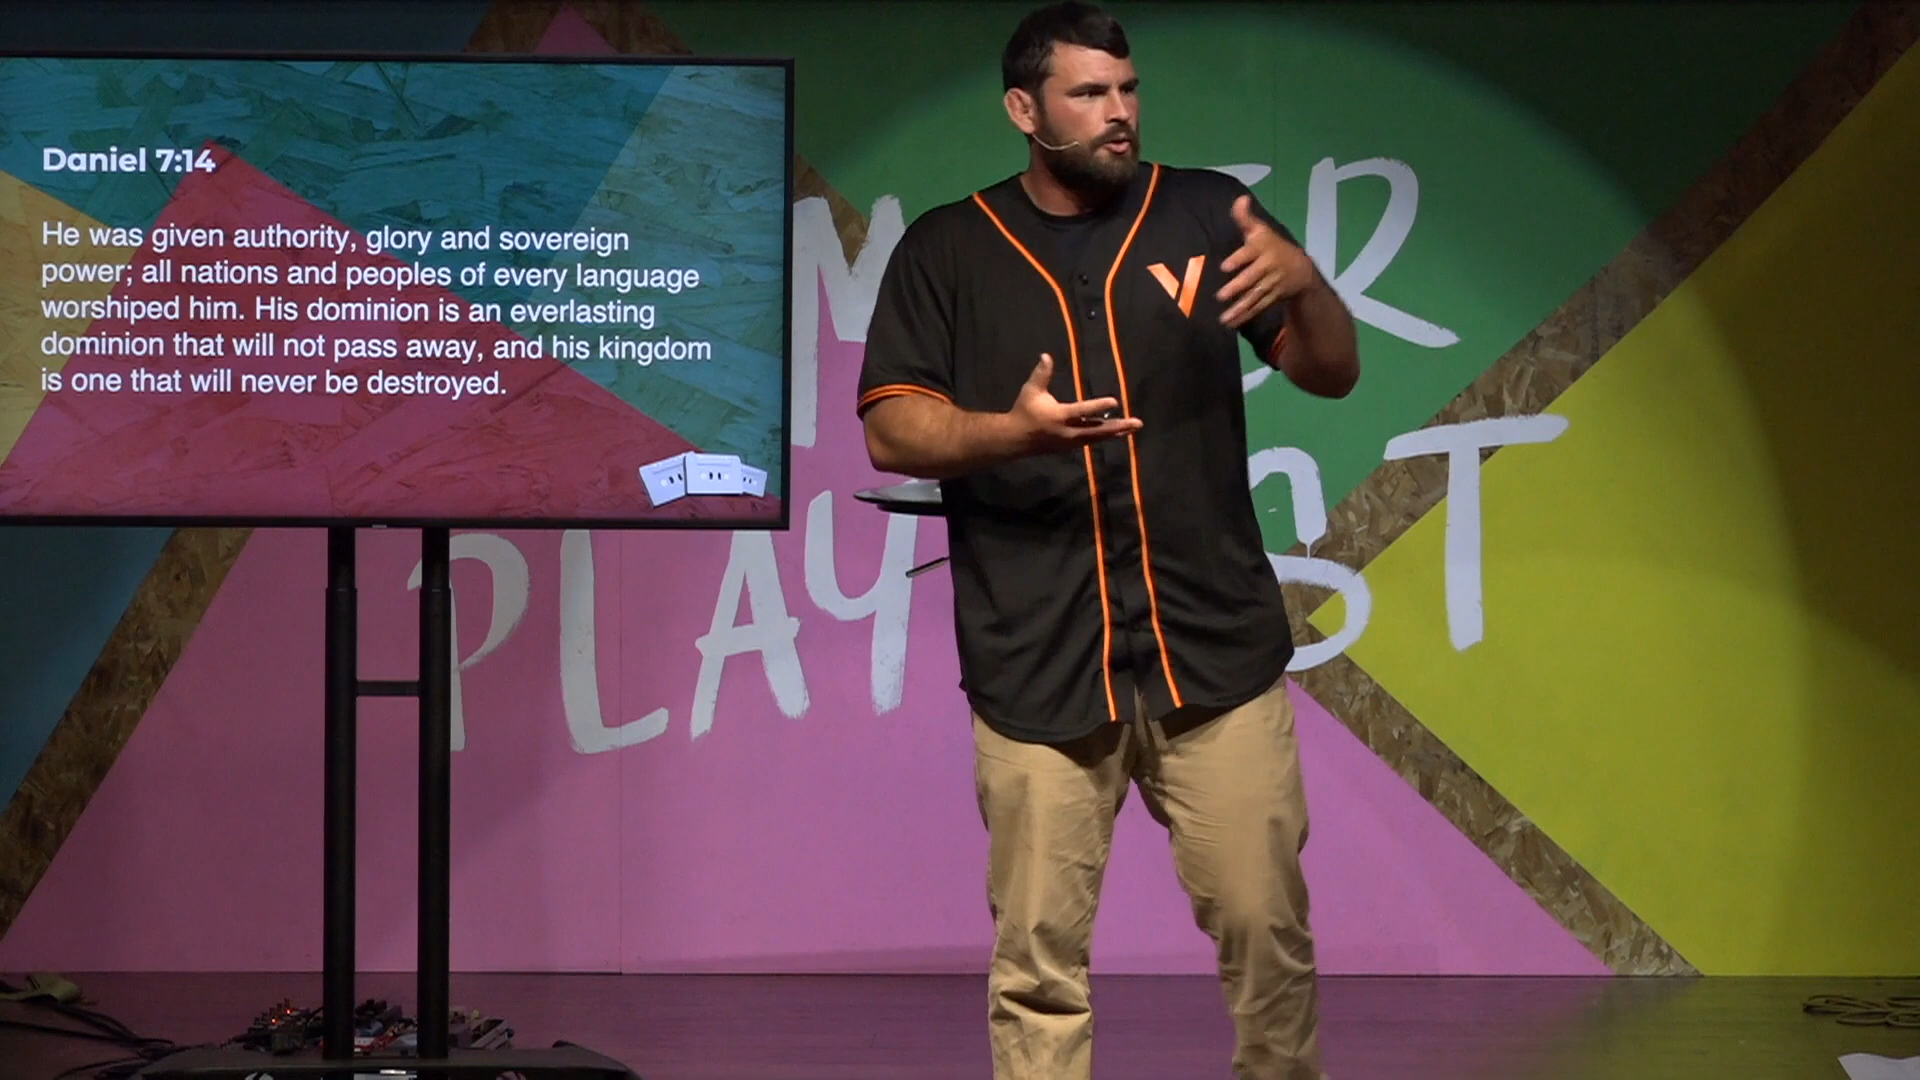 Daniel 7:14
He was given authority, glory and sovereign
power; all nations and peoples of every language
worshiped him. His dominion is an everlasting
dominion that will not pass away, and his kingdom
is one that will never be destroyed.
V